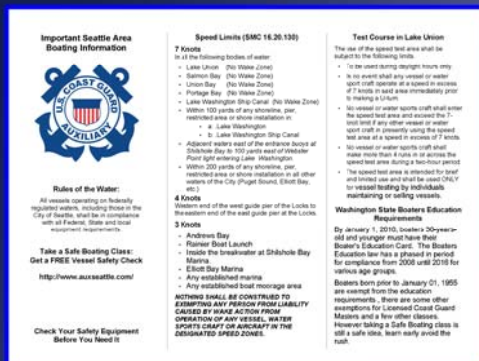 Important Seattle Area
Boating Information
U.S. COAST GUARD
AUXILIARY
Rules of the Water:
All vessels operating on federally
regulated waters, including those in the
City of Seattle, shall be in compliance
with all Federal, State and local
equipment requirements.
Take a Safe Boating Class:
Get a FREE Vessel Safety Check
http://www.auxseattle.com/
Check Your Safety Equipment
Before You Need It
Speed Limits (SMC 16.20.130)
7 Knots
In all the following bodies of water:
- Lake Union (No Wake Zone)
- Salmon Bay (No Wake Zone)
- Union Bay (No Wake Zone)
- Portage Bay (No Wake Zone)
- Lake Washington Ship Canal (No Wake Zone)
- Within 100 yards of any shoreline, pier,
restricted area or shore installation in:
- a. Lake Washington
- b. Lake Washington Ship Canal
- Adjacent waters east of the entrance buoys at
Shilshole Bay to 100 yards east of Webster
Point light entering Lake Washington.
- Within 200 yards of any shoreline, pier,
restricted area or shore installation in all other
waters of the City (Puget Sound, Elliott Bay,
etc.)
4 Knots
Western end of the west guide pier at the Locks to
the eastern end of the east guide pier at the Locks.
3 Knots
- Andrews Bay
- Rainier Boat Launch
- Inside the breakwater at Shilshole Bay
Marina.
- Elliott Bay Marina
- Any established marina
- Any established boat moorage area
NOTHING SHALL BE CONSTRUED TO
EXEMPTING ANY PERSON FROM LIABILITY
CAUSED BY WAKE ACTION FROM
OPERATION OF ANY VESSEL, WATER
SPORTS CRAFT OR AIRCRAFT IN THE
DESIGNATED SPEED ZONES.
Test Course in Lake Union
The use of the speed test area shall be
subject to the following limits.
- To be used during daylight hours only.
- In no event shall any vessel or water
sport craft operate at a speed in excess
of 7 knots in said area immediately prior
to making a U-turn.
- No vessel or water sports craft shall enter
the speed test area and exceed the 7-
knot limit if any other vessel or water
sport craft in presently using the speed
test area at a speed in excess of 7 knots.
- No vessel or water sports craft shall
make more than 4 runs in or across the
speed test area during a two-hour period.
- The speed test area is intended for brief
and limited use and shall be used ONLY
for vessel testing by individuals
maintaining or selling vessels.
Washington State Boaters Education
Requirements
By January 1, 2010, boaters 30-years-
old and younger must have their
Boater's Education Card. The Boaters
Education law has a phased in period
for compliance from 2008 until 2016 for
various age groups.
Boaters born prior to January 01, 1955
are exempt from the education
requirements, there are some other
exemptions for Licensed Coast Guard
Masters and a few other classes.
However taking a Safe Boating class is
still a safe idea, learn early avoid the
rush.